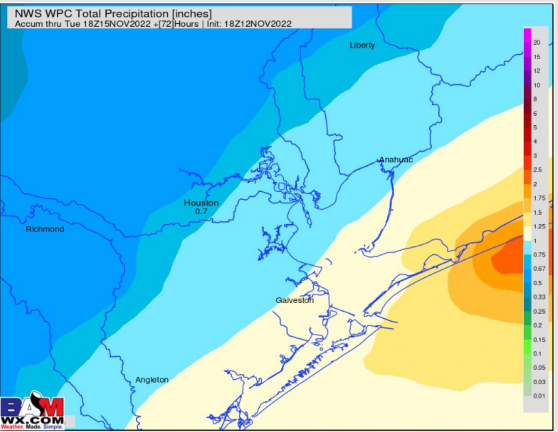 NWS WPC Total Precipitation [inches]
Accum thru Tue 18Z15NOV2022 -[72]Hours | Init: 18Z12NOV2022
Liberty
Anahuac
Houston
0.7
Richmond
Galveston
Angleton
20
15
12
10
8
6
5
4
3
2.5
2
1.75
1.5
1.25
1
0.75
0.67
0.5
0.33
0.25
0.2
0.15
0.1
0.05
0.03
0.01
BAM
WX.COM
Weather. Made. Simple.